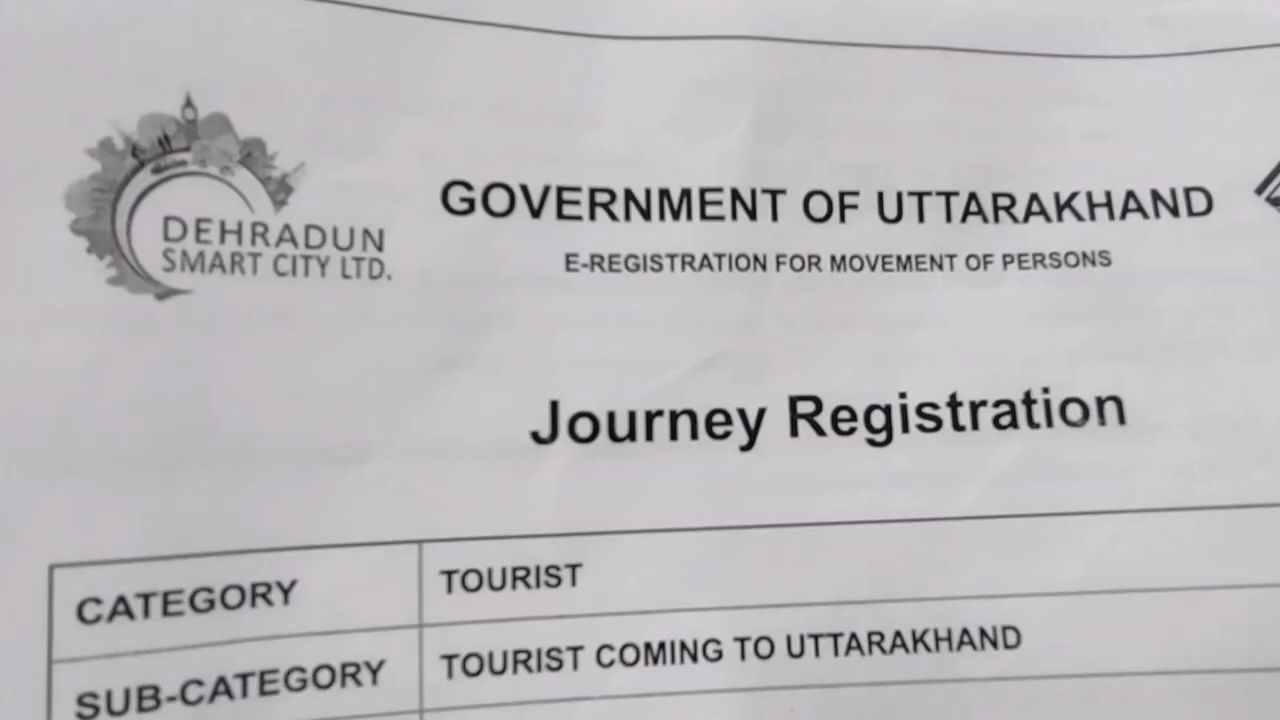 DEHRADUN
SMART CITY LTD.
GOVERNMENT OF UTTARAKHAND
E-REGISTRATION FOR MOVEMENT OF PERSONS
Journey Registration
CATEGORY TOURIST
SUB-CATEGORY TOURIST COMING TO UTTARAKHAND